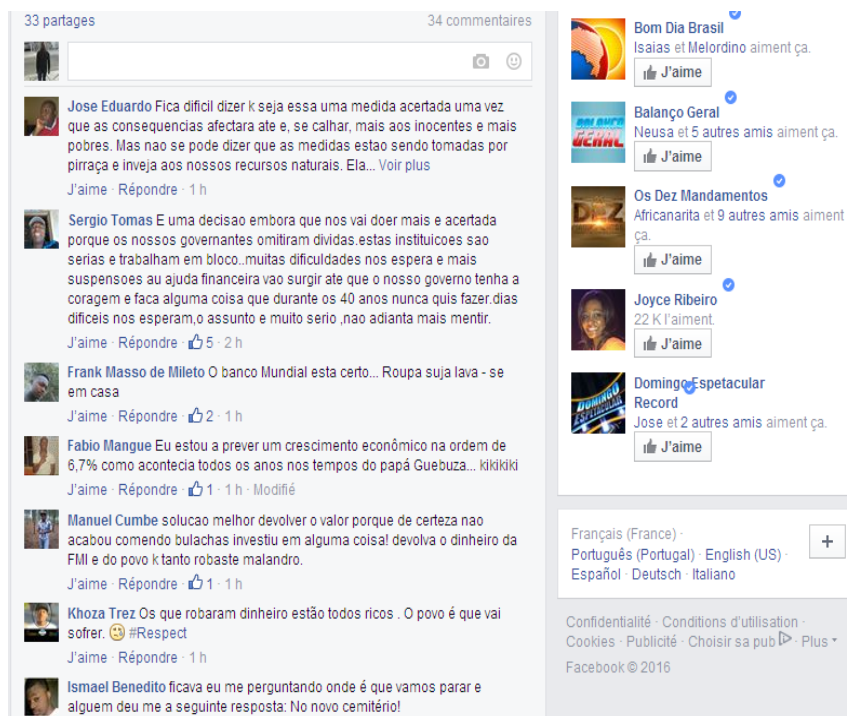 33 partages
34 commentaires
Jose Eduardo Fica dificil dizer k seja essa uma medida acertada uma vez
que as consequencias afectara ate e, se calhar, mais aos inocentes e mais
pobres. Mas nao se pode dizer que as medidas estao sendo tomadas por
pirraça e inveja aos nossos recursos naturais. Ela... Voir plus
J'aime · Répondre · 1 h
Sergio Tomas E uma decisao embora que nos vai doer mais e acertada
porque os nossos governantes omitiram dividas.estas instituicoes sao
serias e trabalham em bloco..muitas dificuldades nos espera e mais
suspensoes au ajuda financeira vao surgir ate que o nosso governo tenha a
coragem e faca alguma coisa que durante os 40 anos nunca quis fazer.dias
dificeis nos esperam,o assunto e muito serio ,nao adianta mais mentir.
J'aime · Répondre · 5 · 2 h
Frank Masso de Mileto O banco Mundial esta certo... Roupa suja lava - se
em casa
J'aime · Répondre · 2 · 1 h
Fabio Mangue Eu estou a prever um crescimento econômico na ordem de
6,7% como acontecia todos os anos nos tempos do papá Guebuza... kikikiki
J'aime · Répondre · 1 · 1 h · Modifié
Manuel Cumbe solucao melhor devolver o valor porque de certeza nao
acabou comendo bulachas investiu em alguma coisa! devolva o dinheiro da
FMI e do povo k tanto robaste malandro.
J'aime · Répondre · 1 · 1 h
Khoza Trez Os que robaram dinheiro estão todos ricos . O povo é que vai
sofrer. #Respect
J'aime · Répondre · 1 h
Ismael Benedito ficava eu me perguntando onde é que vamos parar e
alguem deu me a seguinte resposta: No novo cemitério!
Bom Dia Brasil
Isaias et Melordino aiment ça.
J'aime
BALANÇO
GERAL
Balanço Geral
Neusa et 5 autres amis aiment ça.
J'aime
DEZ
Os Dez Mandamentos
Africanarita et 9 autres amis aiment
ça.
J'aime
Joyce Ribeiro
22 K l'aiment.
J'aime
DOMINGO
ESPETACULAR
Domingo Espetacular
Record
Jose et 2 autres amis aiment ça.
J'aime
Français (France) ·
Português (Portugal) · English (US) ·
Español · Deutsch · Italiano
Confidentialité · Conditions d'utilisation ·
Cookies · Publicité · Choisir sa pub · Plus
Facebook © 2016